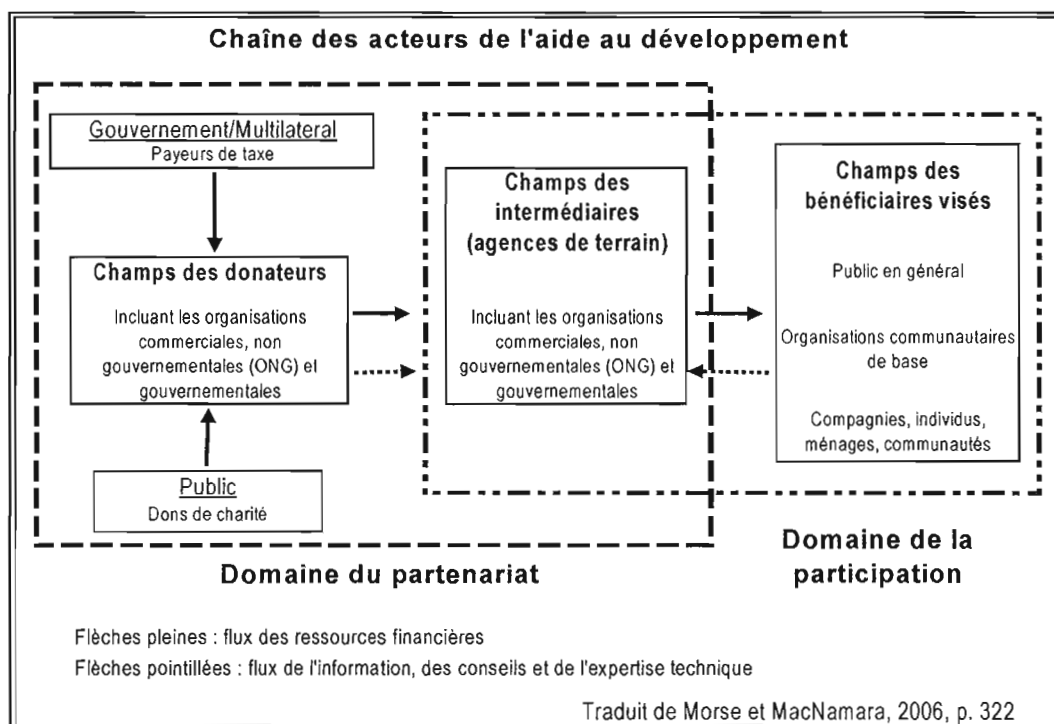 Chaîne des acteurs de l'aide au développement
Gouvernement/Multilateral
Payeurs de taxe
Champs des donateurs
Incluant les organisations
commerciales, non
gouvernementales (ONG) et
gouvernementales
Public
Dons de charité
Champs des
intermédiaires
(agences de terrain)
Incluant les organisations
commerciales, non
gouvernementales (ONG) et
gouvernementales
Champs des
bénéficiaires visés
Public en général
Organisations communautaires
de base
Compagnies, individus,
ménages, communautés
Domaine du partenariat
Domaine de la
participation
Flèches pleines : flux des ressources financières
Flèches pointillées : flux de l'information, des conseils et de l'expertise technique
Traduit de Morse et MacNamara, 2006, p. 322